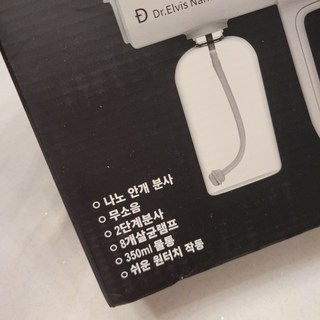 Dr.Elvis Nan
○ 나노 안개 분사
○ 무소음
○ 2단계분사
○ 8개살균램프
○ 350ml 물통
○ 쉬운 원터치 작동